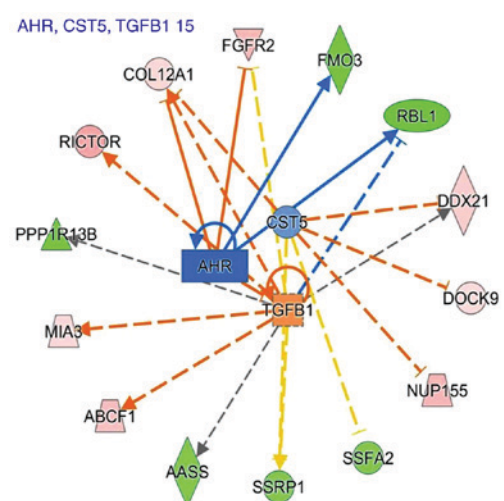 AHR, CST5, TGFB1 15
FGFR2
FMO3
COL12A1
RBL1
RICTOR
DDX21
CST5
PPP1R13B
AHR
DOCK9
TGFB1
MIA3
NUP155
ABCF1
SSFA2
AASS
SSRP1